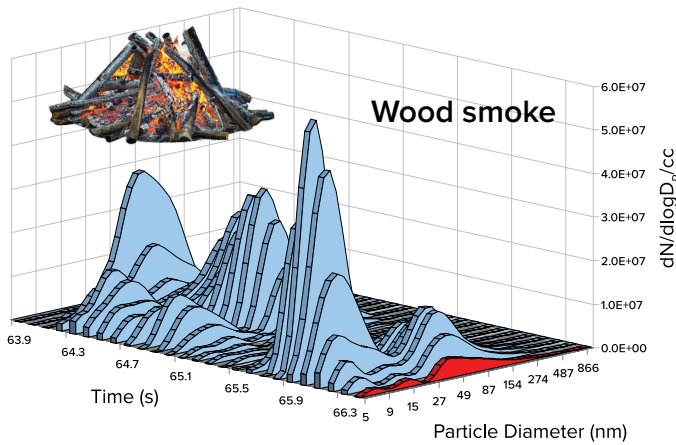 Wood smoke
6.0E+07
5.0E+07
4.0E+07
3.0E+07
2.0E+07
1.0E+07
0.0E+00
dN/dlogDp/cc
63.9
64.3
64.7
65.1
65.5
65.9
66.3
Time (s)
5
9
15
27
49
87
154
274
487
866
Particle Diameter (nm)